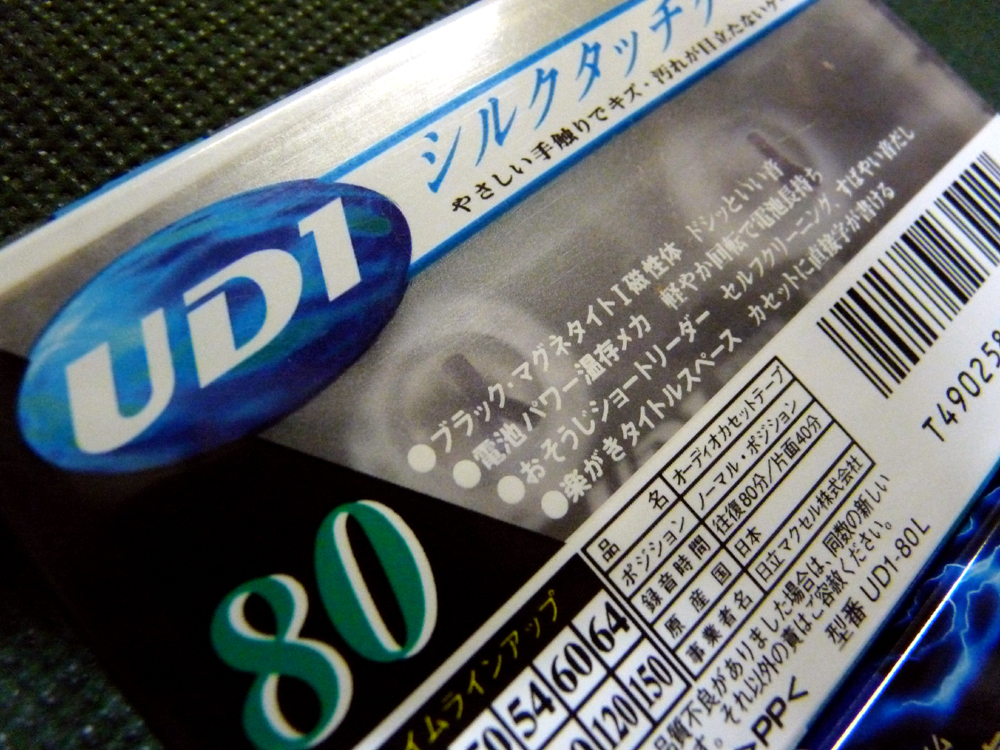 シルクタッチ
やさしい手触りでキズ・汚れが目立たない
UD1
●ブラック・マグネタイトI磁性体 ドシッといい音
●電池パワー温存メカ 軽やか回転で電池長持ち
●おそうじショートリーダー セルフクリーニング、すばやい音だし
●楽がきタイトルスペース カセットに直接字が書ける
80
品名 オーディオカセットテープ
ポジション ノーマル・ポジション
録音時間 往復80分/片面40分
原産国 日本
事業者名 日立マクセル株式会社
T490258
イムラインアップ
50 54 60 64
120 150
品質不良がありました場合は、同数の新しい
それ以外の責はご容赦ください。
型番 UD1-80L
>PP<